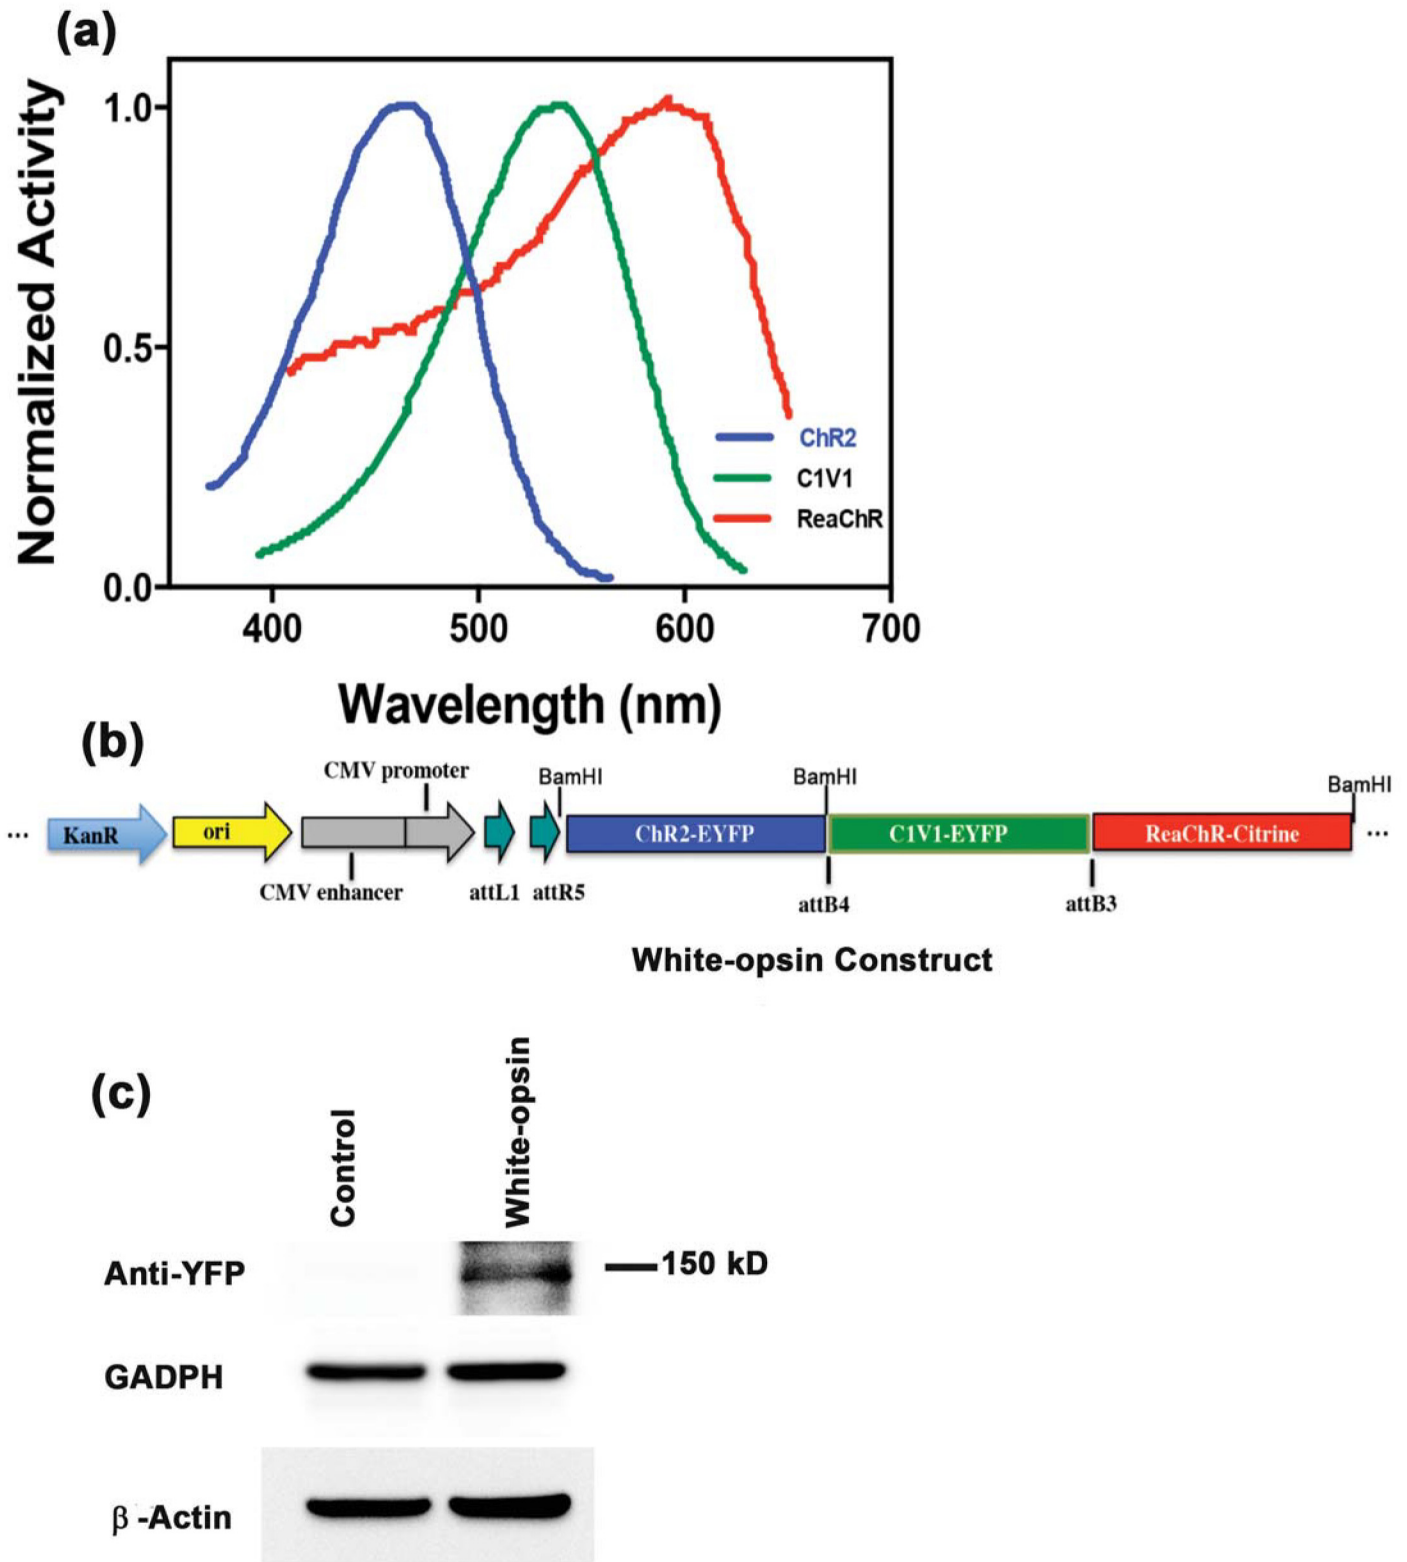 (a)
Normalized Activity
1.0
0.5
0.0
ChR2
C1V1
ReaChR
400 500 600 700
Wavelength (nm)
(b)
CMV promoter
BamHI BamHI BamHI
... KanR ori ChR2-EYFP C1V1-EYFP ReaChR-Citrine ...
CMV enhancer attL1 attR5 attB4 attB3
White-opsin Construct
(c)
Control White-opsin
Anti-YFP 150 kD
GADPH
β -Actin